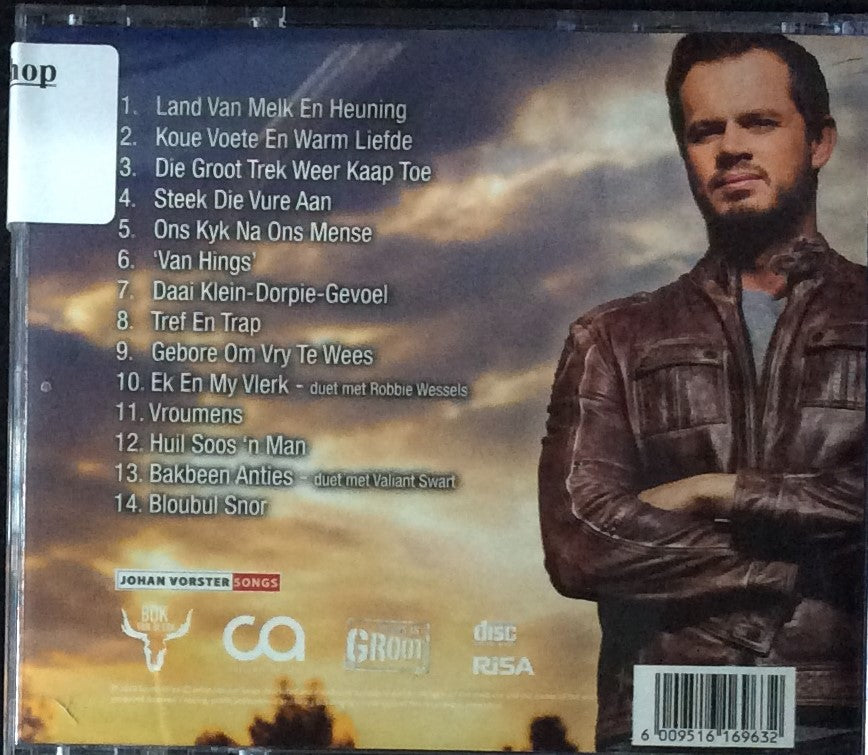 hop
1. Land Van Melk En Heuning
2. Koue Voete En Warm Liefde
3. Die Groot Trek Weer Kaap Toe
4. Steek Die Vure Aan
5. Ons Kyk Na Ons Mense
6. 'Van Hings'
7. Daai Klein-Dorpie-Gevoel
8. Tref En Trap
9. Gebore Om Vry Te Wees
10. Ek En My Vlerk - duet met Robbie Wessels
11. Vroumens
12. Huil Soos 'n Man
13. Bakbeen Anties - duet met Valiant Swart
14. Bloubul Snor
JOHAN VORSTER SONGS
ca
GROOT
disc
RiSA
6 009516 169632